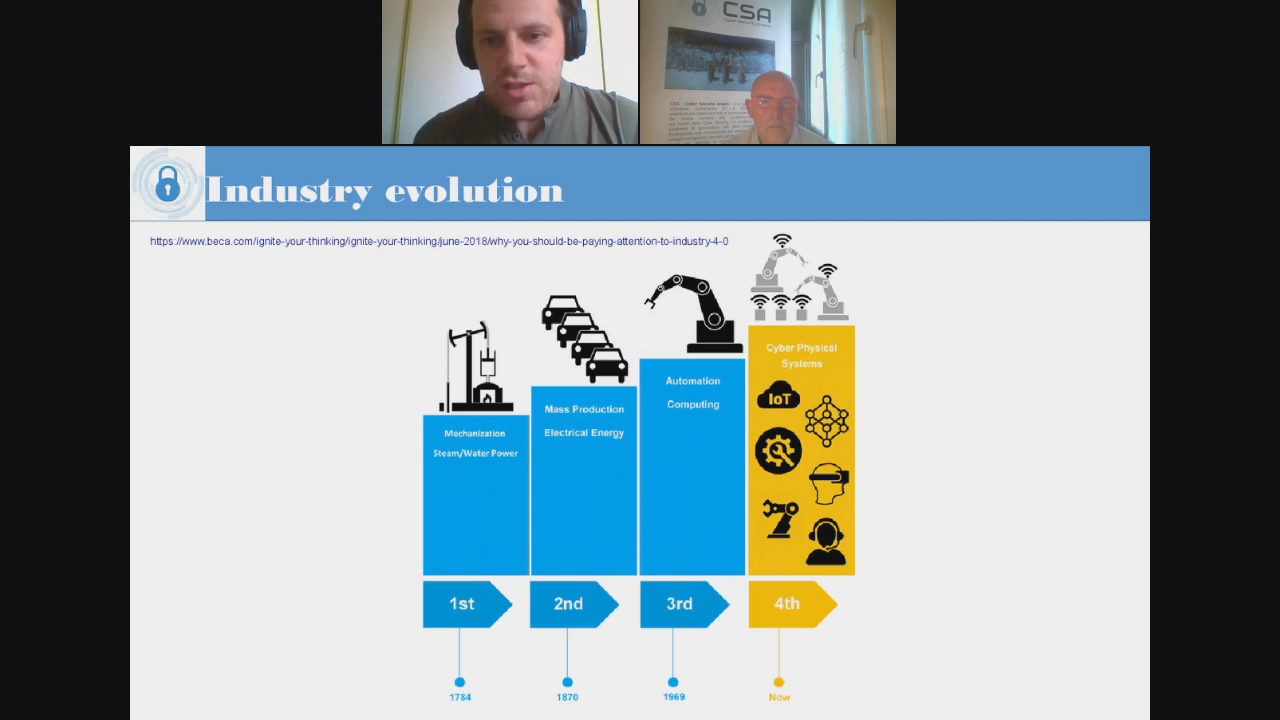 CSA
Industry evolution
https://www.beca.com/ignite-your-thinking/ignite-your-thinking/june-2018/why-you-should-be-paying-attention-to-industry-4-0
Mechanization
Steam/Water Power
Mass Production
Electrical Energy
Automation
Computing
Cyber Physical
Systems
IoT
1st
2nd
3rd
4th
1784
1870
1969
Now